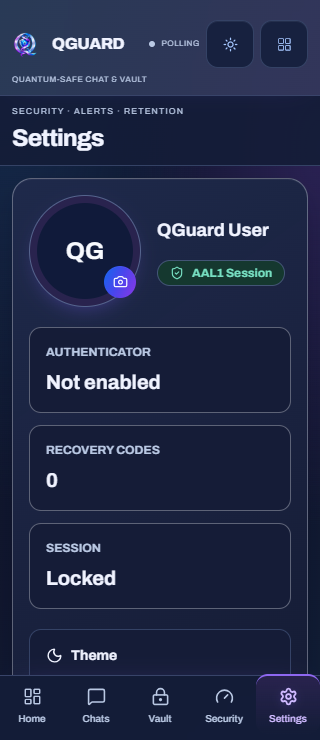 QGUARD
POLLING
QUANTUM-SAFE CHAT & VAULT
SECURITY · ALERTS · RETENTION
Settings
QG
QGuard User
AAL1 Session
AUTHENTICATOR
Not enabled
RECOVERY CODES
0
SESSION
Locked
Theme
Home
Chats
Vault
Security
Settings